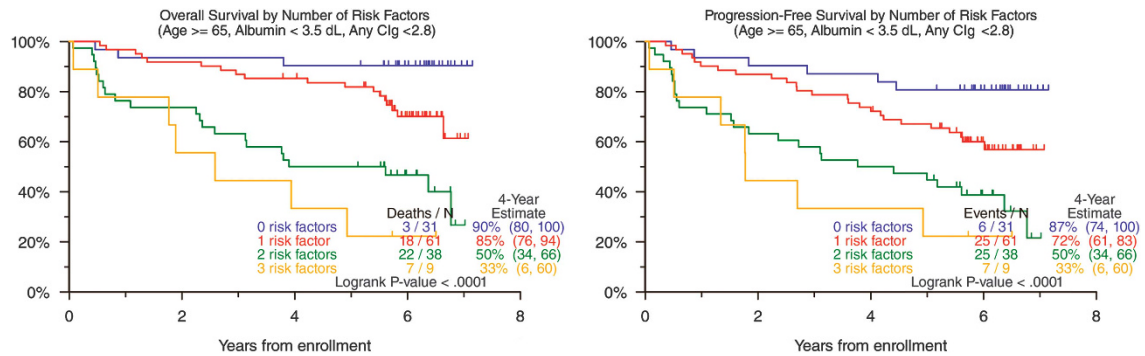 Overall Survival by Number of Risk Factors
(Age >= 65, Albumin < 3.5 dL, Any CIg <2.8)
100%
80%
60%
40%
20%
0%
Deaths / N
4-Year
Estimate
0 risk factors 3 / 31 90% (80, 100)
1 risk factor 18 / 61 85% (76, 94)
2 risk factors 22 / 38 50% (34, 66)
3 risk factors 7 / 9 33% (6, 60)
Logrank P-value < .0001
0 2 4 6 8
Years from enrollment
Progression-Free Survival by Number of Risk Factors
(Age >= 65, Albumin < 3.5 dL, Any CIg <2.8)
100%
80%
60%
40%
20%
0%
Events / N
4-Year
Estimate
0 risk factors 6 / 31 87% (74, 100)
1 risk factor 25 / 61 72% (61, 83)
2 risk factors 25 / 38 50% (34, 66)
3 risk factors 7 / 9 33% (6, 60)
Logrank P-value < .0001
0 2 4 6 8
Years from enrollment